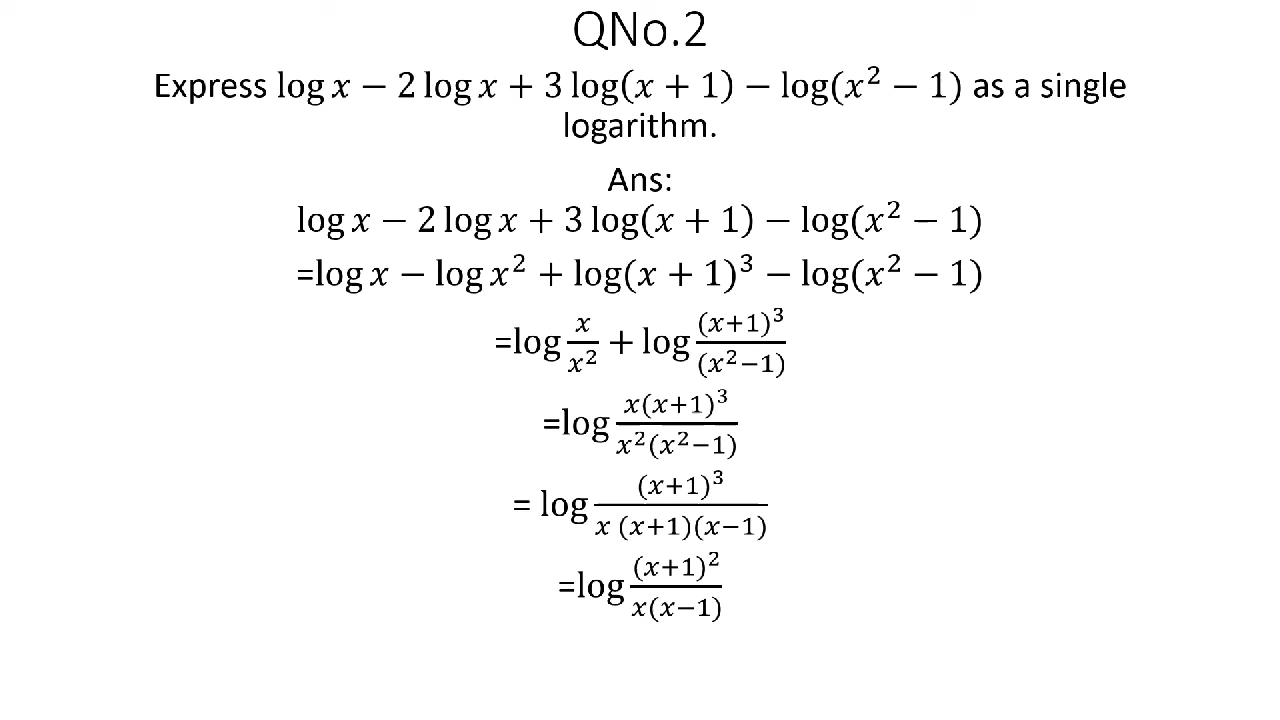 QNo.2
Express log x − 2 log x + 3 log(x + 1) − log(x² − 1) as a single
logarithm.
Ans:
log x − 2 log x + 3 log(x + 1) − log(x² − 1)
=log x − log x² + log(x + 1)³ − log(x² − 1)
=log x/x² + log (x+1)³/(x²−1)
=log x(x+1)³/x²(x²−1)
= log (x+1)³/x (x+1)(x−1)
=log (x+1)²/x(x−1)